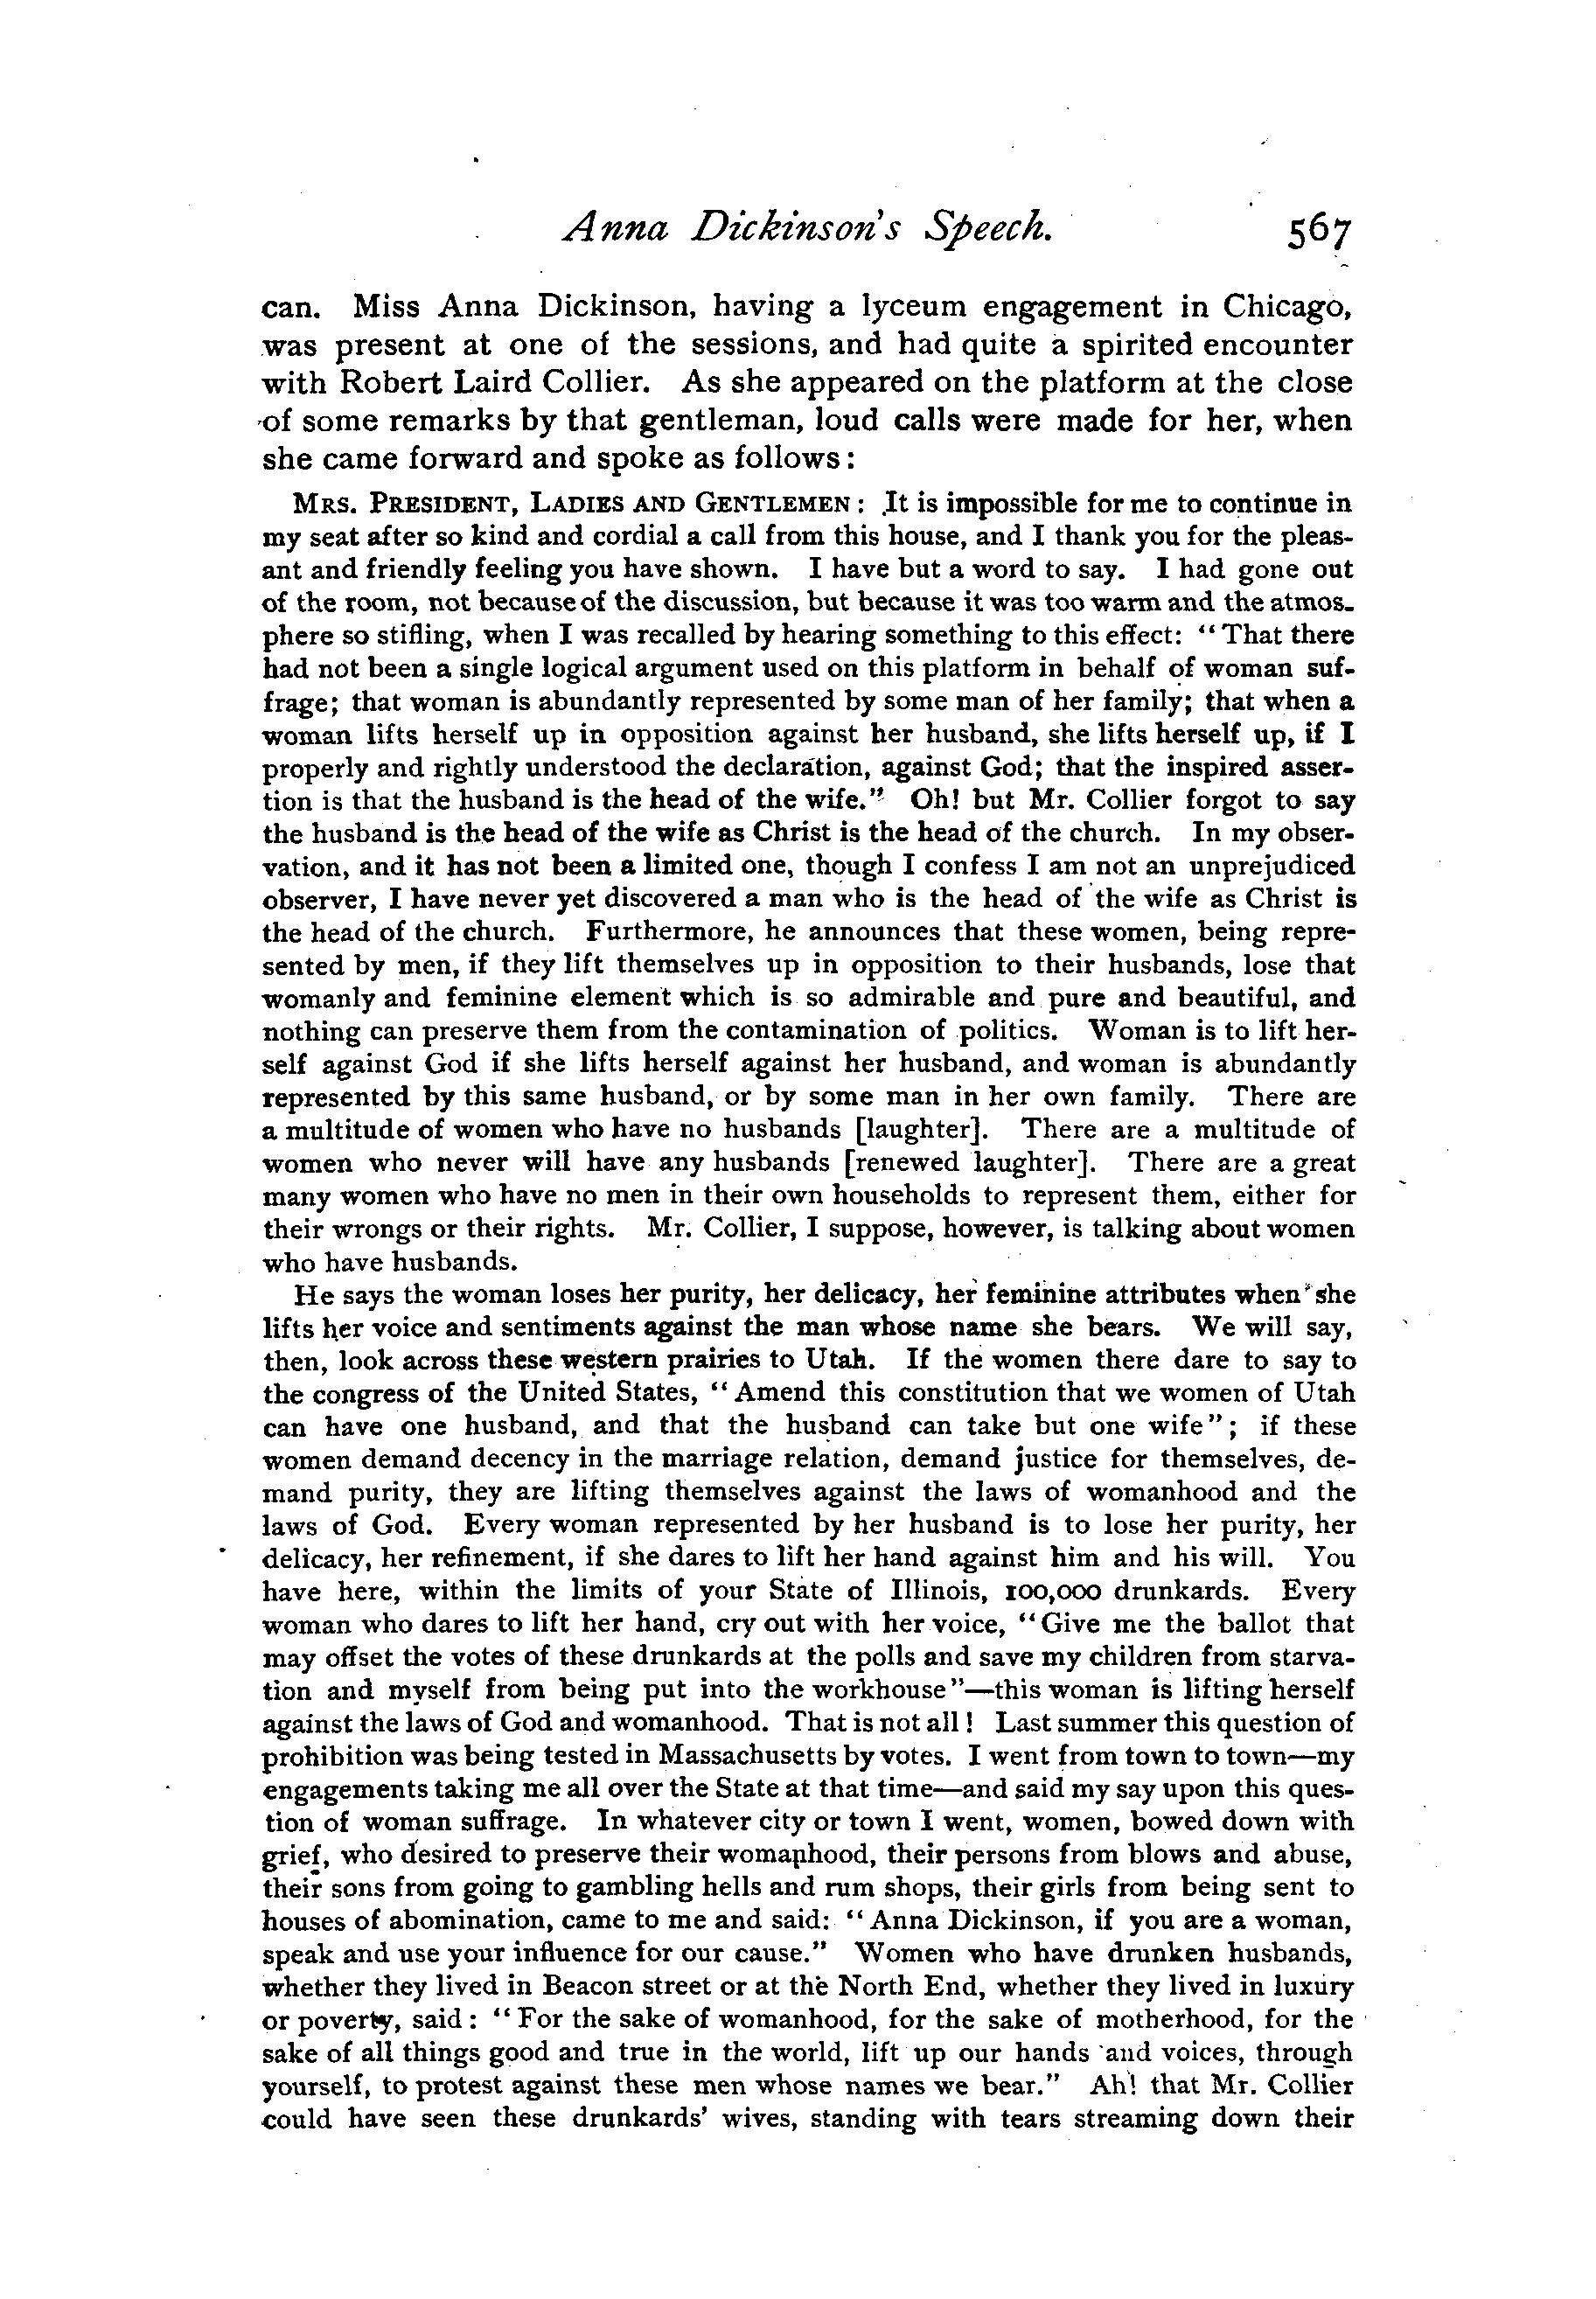 Anna Dickinson's Speech. 567
can. Miss Anna Dickinson, having a lyceum engagement in Chicago,
was present at one of the sessions, and had quite a spirited encounter
with Robert Laird Collier. As she appeared on the platform at the close
of some remarks by that gentleman, loud calls were made for her, when
she came forward and spoke as follows:
MRS. PRESIDENT, LADIES AND GENTLEMEN: It is impossible for me to continue in
my seat after so kind and cordial a call from this house, and I thank you for the pleas-
ant and friendly feeling you have shown. I have but a word to say. I had gone out
of the room, not because of the discussion, but because it was too warm and the atmos-
phere so stifling, when I was recalled by hearing something to this effect: "That there
had not been a single logical argument used on this platform in behalf of woman suf-
frage; that woman is abundantly represented by some man of her family; that when a
woman lifts herself up in opposition against her husband, she lifts herself up, if I
properly and rightly understood the declaration, against God; that the inspired asser-
tion is that the husband is the head of the wife." Oh! but Mr. Collier forgot to say
the husband is the head of the wife as Christ is the head of the church. In my obser-
vation, and it has not been a limited one, though I confess I am not an unprejudiced
observer, I have never yet discovered a man who is the head of the wife as Christ is
the head of the church. Furthermore, he announces that these women, being repre-
sented by men, if they lift themselves up in opposition to their husbands, lose that
womanly and feminine element which is so admirable and pure and beautiful, and
nothing can preserve them from the contamination of politics. Woman is to lift her-
self against God if she lifts herself against her husband, and woman is abundantly
represented by this same husband, or by some man in her own family. There are
a multitude of women who have no husbands [laughter]. There are a multitude of
women who never will have any husbands [renewed laughter]. There are a great
many women who have no men in their own households to represent them, either for
their wrongs or their rights. Mr. Collier, I suppose, however, is talking about women
who have husbands.
He says the woman loses her purity, her delicacy, her feminine attributes when she
lifts her voice and sentiments against the man whose name she bears. We will say,
then, look across these western prairies to Utah. If the women there dare to say to
the congress of the United States, "Amend this constitution that we women of Utah
can have one husband, and that the husband can take but one wife"; if these
women demand decency in the marriage relation, demand justice for themselves, de-
mand purity, they are lifting themselves against the laws of womanhood and the
laws of God. Every woman represented by her husband is to lose her purity, her
delicacy, her refinement, if she dares to lift her hand against him and his will. You
have here, within the limits of your State of Illinois, 100,000 drunkards. Every
woman who dares to lift her hand, cry out with her voice, "Give me the ballot that
may offset the votes of these drunkards at the polls and save my children from starva-
tion and myself from being put into the workhouse"—this woman is lifting herself
against the laws of God and womanhood. That is not all! Last summer this question of
prohibition was being tested in Massachusetts by votes. I went from town to town—my
engagements taking me all over the State at that time—and said my say upon this ques-
tion of woman suffrage. In whatever city or town I went, women, bowed down with
grief, who desired to preserve their womanhood, their persons from blows and abuse,
their sons from going to gambling hells and rum shops, their girls from being sent to
houses of abomination, came to me and said: "Anna Dickinson, if you are a woman,
speak and use your influence for our cause." Women who have drunken husbands,
whether they lived in Beacon street or at the North End, whether they lived in luxury
or poverty, said: "For the sake of womanhood, for the sake of motherhood, for the
sake of all things good and true in the world, lift up our hands and voices, through
yourself, to protest against these men whose names we bear." Ah! that Mr. Collier
could have seen these drunkards' wives, standing with tears streaming down their